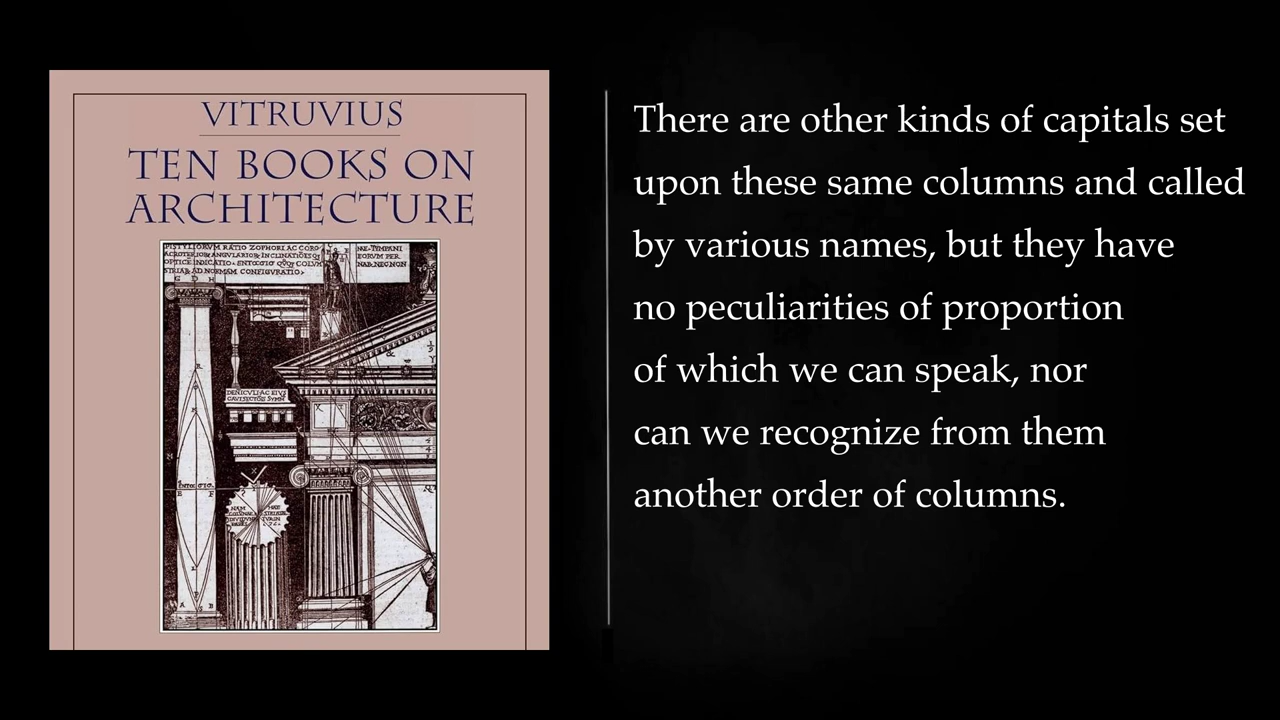 VITRUVIUS
TEN BOOKS ON
ARCHITECTURE
There are other kinds of capitals set
upon these same columns and called
by various names, but they have
no peculiarities of proportion
of which we can speak, nor
can we recognize from them
another order of columns.